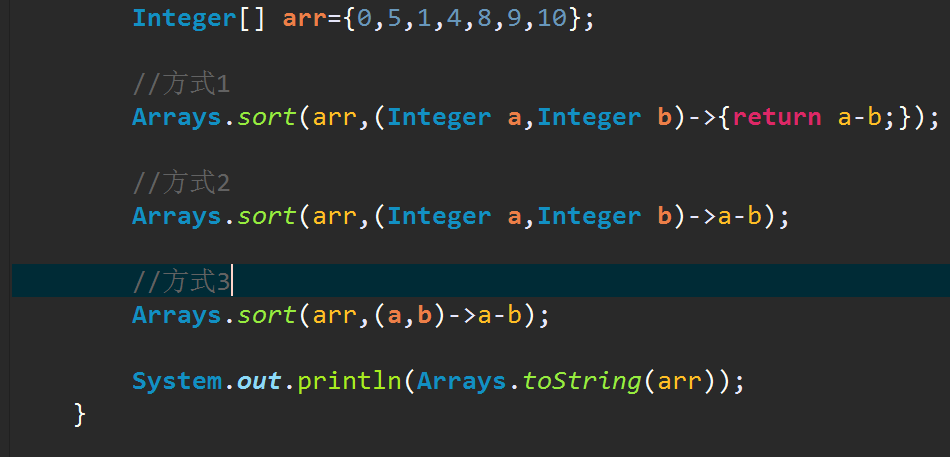 Integer[] arr={0,5,1,4,8,9,10};
//方式1
Arrays.sort(arr,(Integer a,Integer b)->{return a-b;});
//方式2
Arrays.sort(arr,(Integer a,Integer b)->a-b);
//方式3
Arrays.sort(arr,(a,b)->a-b);
System.out.println(Arrays.toString(arr));
}